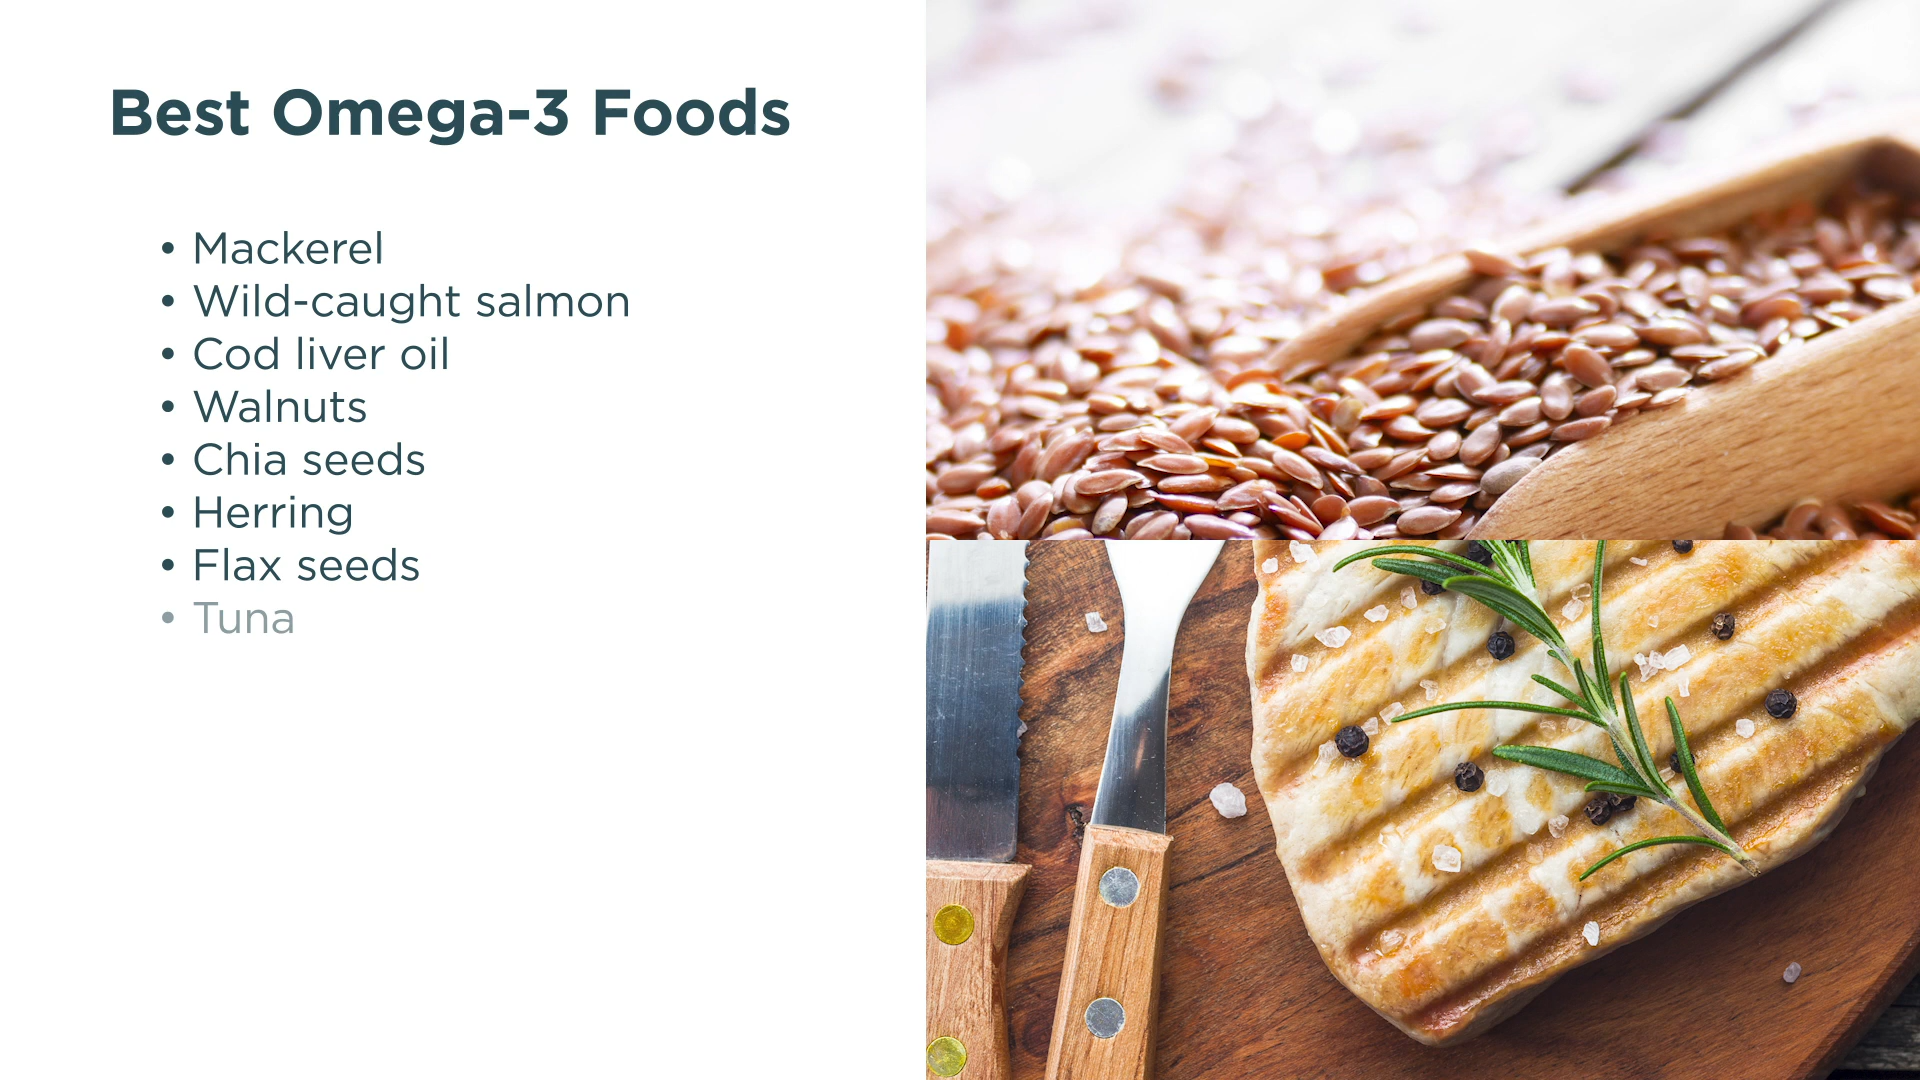 Best Omega-3 Foods
• Mackerel
• Wild-caught salmon
• Cod liver oil
• Walnuts
• Chia seeds
• Herring
• Flax seeds
• Tuna